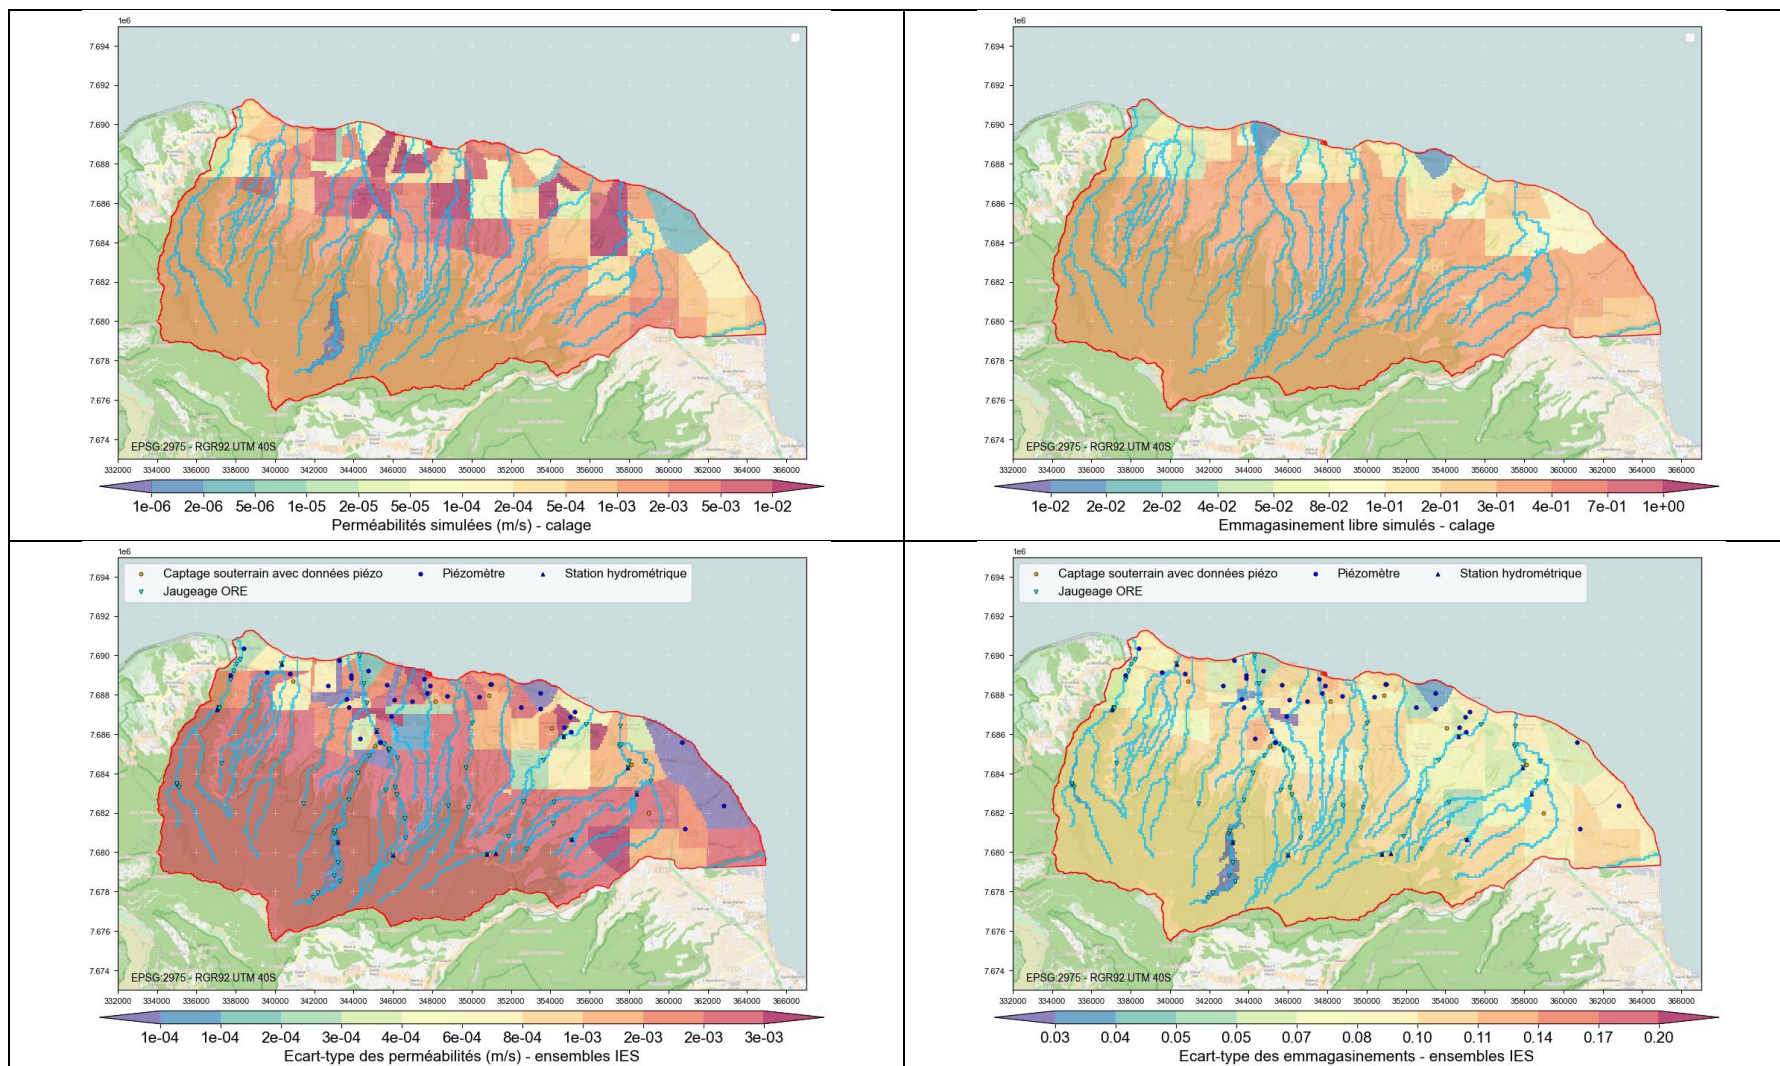 1e6
7.694
7.692
7.690
7.688
7.686
7.684
7.682
7.680
7.678
7.676
7.674
EPSG:2975 - RGR92 UTM 40S
332000 334000 336000 338000 340000 342000 344000 346000 348000 350000 352000 354000 356000 358000 360000 362000 364000 366000
1e-06 2e-06 5e-06 1e-05 2e-05 5e-05 1e-04 2e-04 5e-04 1e-03 2e-03 5e-03 1e-02
Perméabilités simulées (m/s) - calage
1e6
7.694
7.692
7.690
7.688
7.686
7.684
7.682
7.680
7.678
7.676
7.674
EPSG:2975 - RGR92 UTM 40S
332000 334000 336000 338000 340000 342000 344000 346000 348000 350000 352000 354000 356000 358000 360000 362000 364000 366000
1e-02 2e-02 2e-02 4e-02 5e-02 8e-02 1e-01 2e-01 3e-01 4e-01 7e-01 1e+00
Emmagasinement libre simulés - calage
1e6
Captage souterrain avec données piézo Piézomètre Station hydrométrique
Jaugeage ORE
7.694
7.692
7.690
7.688
7.686
7.684
7.682
7.680
7.678
7.676
7.674
EPSG:2975 - RGR92 UTM 40S
332000 334000 336000 338000 340000 342000 344000 346000 348000 350000 352000 354000 356000 358000 360000 362000 364000 366000
1e-04 1e-04 2e-04 3e-04 4e-04 6e-04 8e-04 1e-03 2e-03 2e-03 3e-03
Ecart-type des perméabilités (m/s) - ensembles IES
1e6
Captage souterrain avec données piézo Piézomètre Station hydrométrique
Jaugeage ORE
7.694
7.692
7.690
7.688
7.686
7.684
7.682
7.680
7.678
7.676
7.674
EPSG:2975 - RGR92 UTM 40S
332000 334000 336000 338000 340000 342000 344000 346000 348000 350000 352000 354000 356000 358000 360000 362000 364000 366000
0.03 0.04 0.05 0.05 0.07 0.08 0.10 0.11 0.14 0.17 0.20
Ecart-type des emmagasinements - ensembles IES